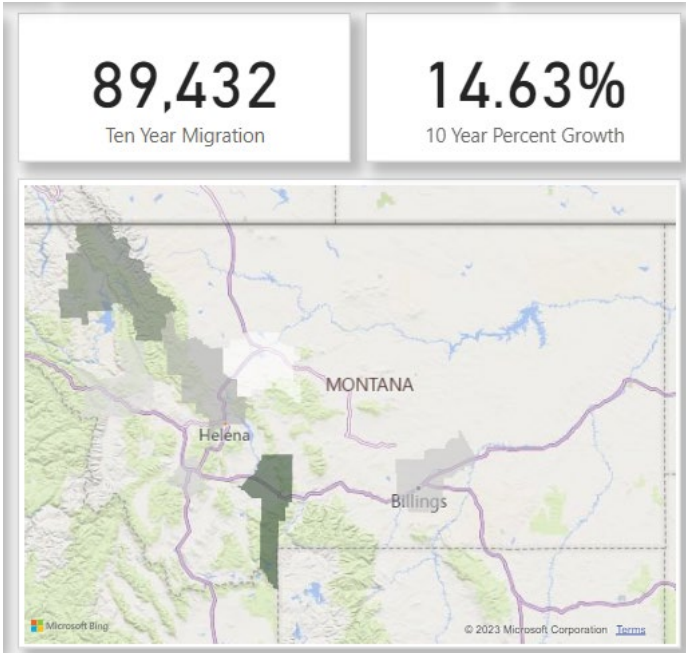 89,432
Ten Year Migration
14.63%
10 Year Percent Growth
MONTANA
Helena
Billings
Microsoft Bing
© 2023 Microsoft Corporation Terms